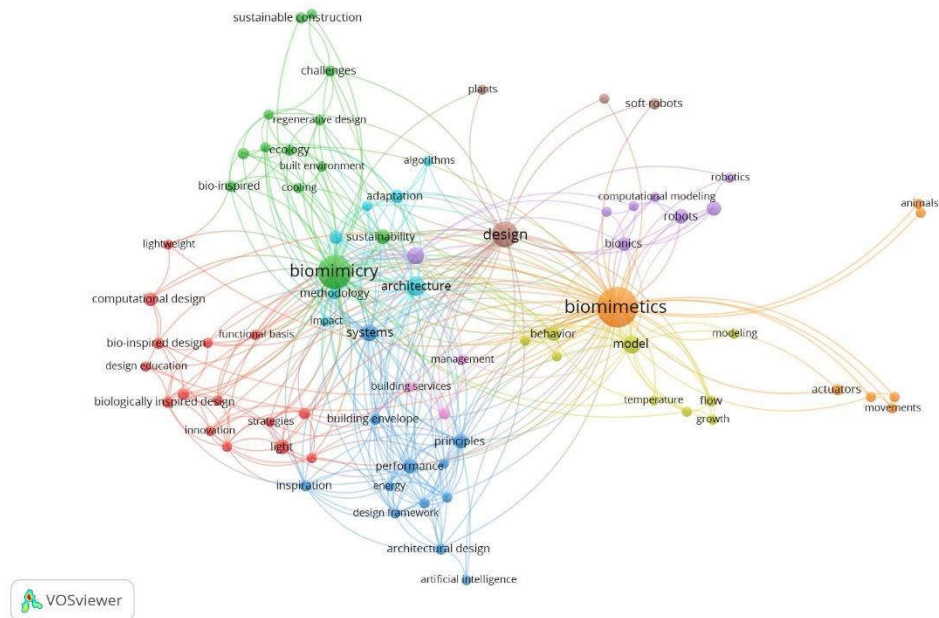 sustainable construction
challenges
plants
soft robots
regenerative design
ecology
algorithms
built environment
robotics
bio-inspired
cooling
adaptation
computational modeling
animals
robots
lightweight
sustainability
design
bionics
biomimicry
methodology
architecture
computational design
biomimetics
impact
functional basis
systems
behavior
modeling
bio-inspired design
model
design education
management
building services
actuators
biologically inspired design
temperature
flow
movements
innovation
strategies
building envelope
growth
light
principles
performance
inspiration
energy
design framework
architectural design
artificial intelligence
VOSviewer